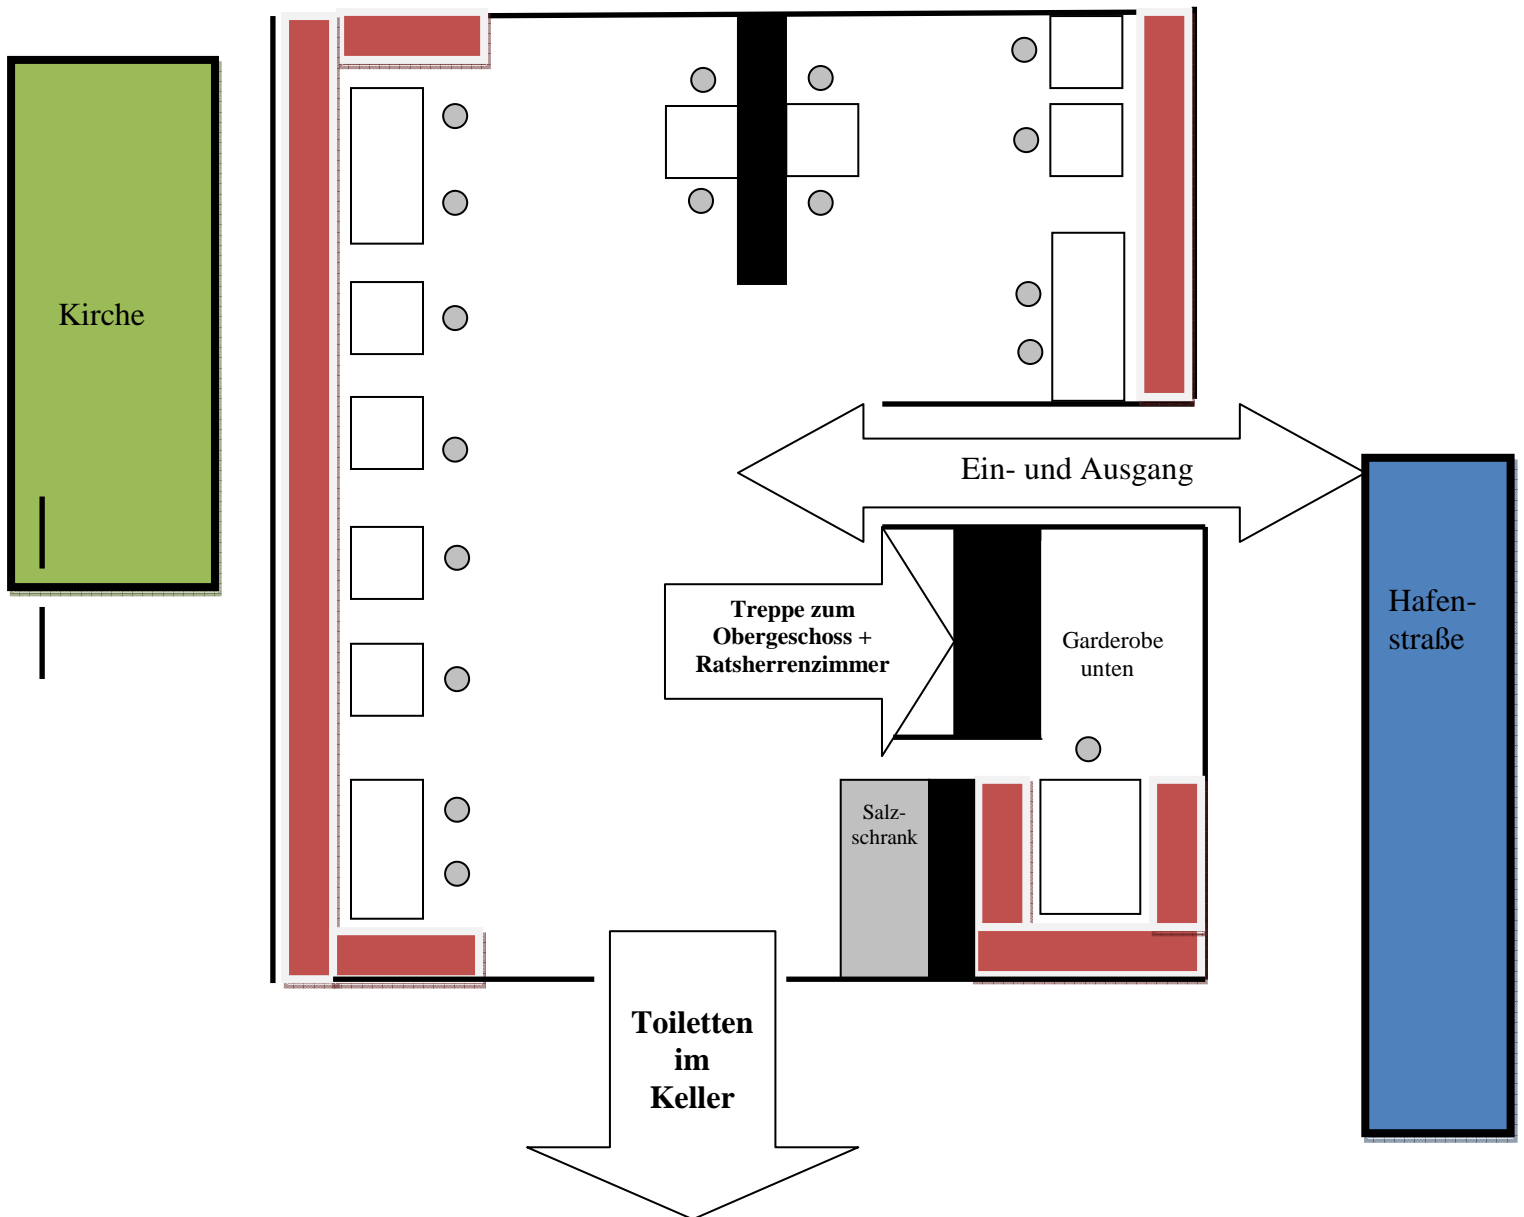 Kirche
Ein- und Ausgang
Treppe zum
Obergeschoss +
Ratsherrenzimmer
Garderobe
unten
Hafen-
straße
Salz-
schrank
Toiletten
im
Keller